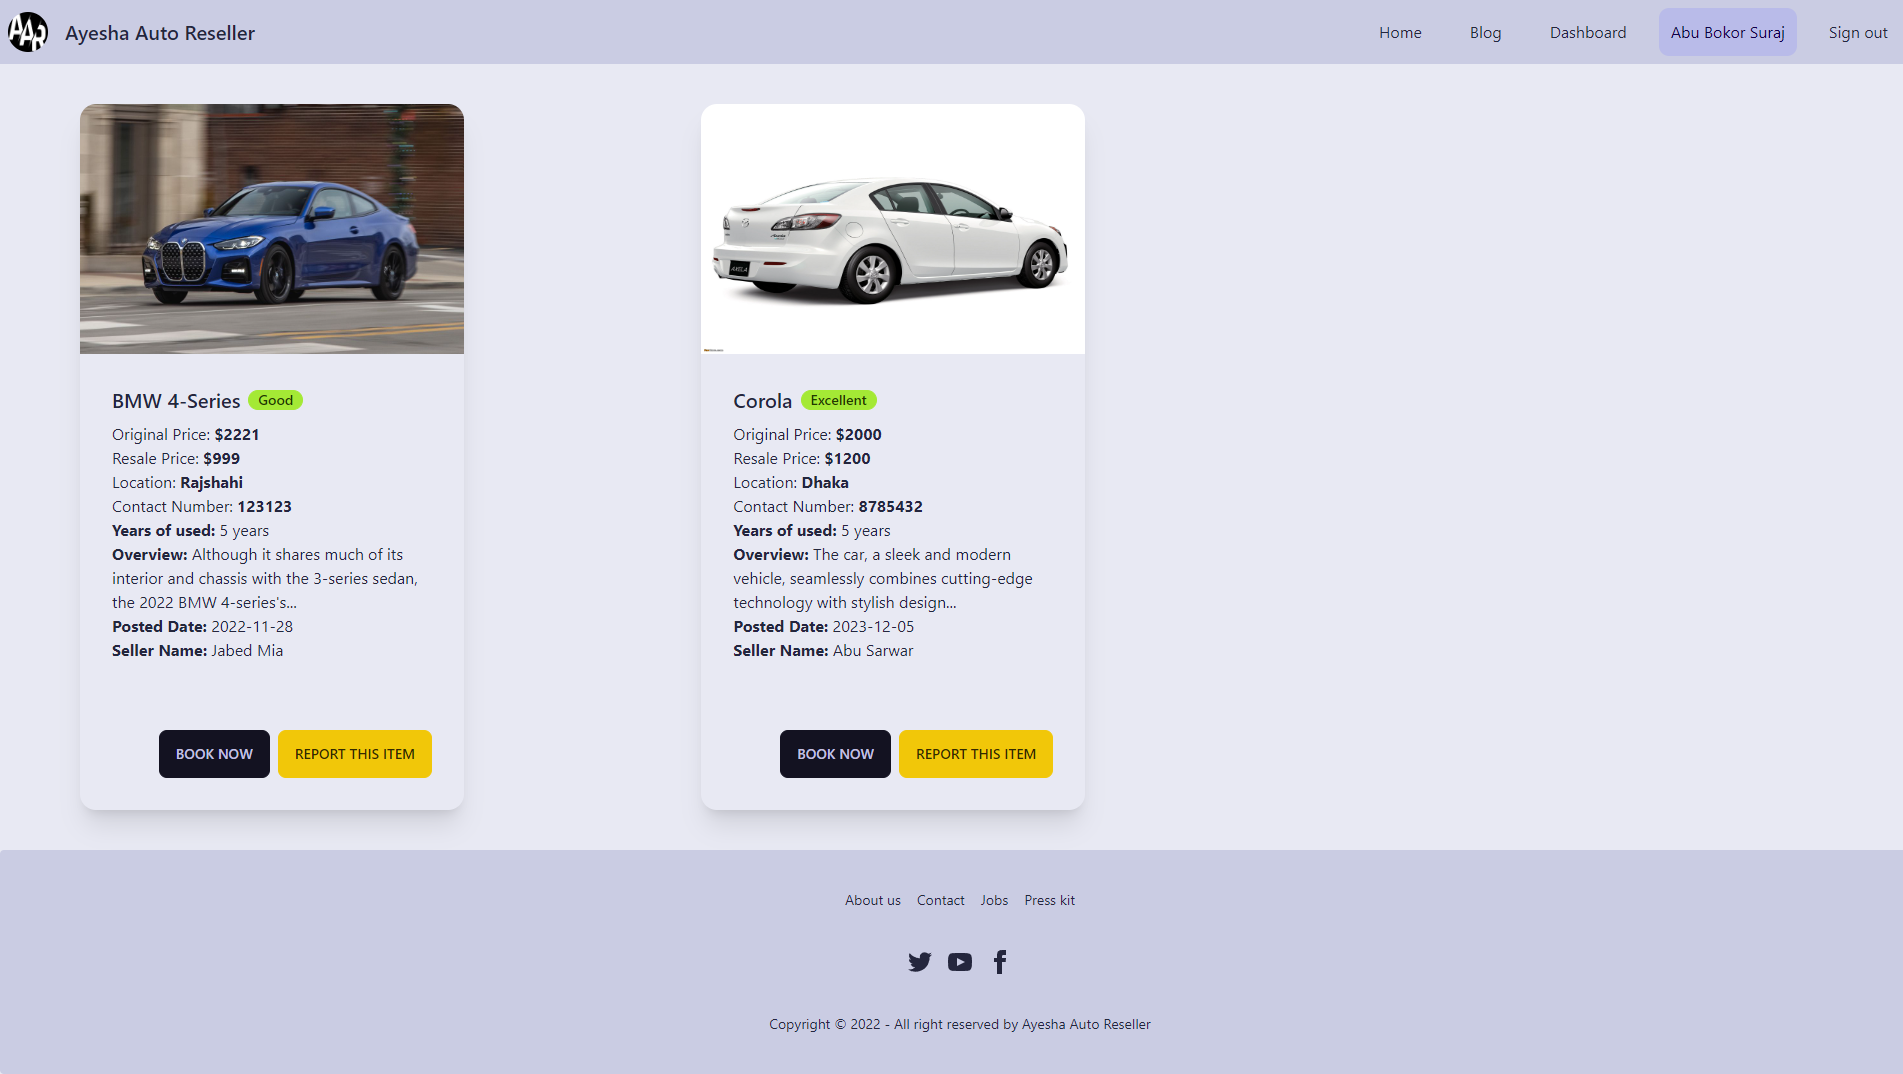 AAR
Ayesha Auto Reseller
Home
Blog
Dashboard
Abu Bokor Suraj
Sign out
AXELA
BMW 4-Series Good
Original Price: $2221
Resale Price: $999
Location: Rajshahi
Contact Number: 123123
Years of used: 5 years
Overview: Although it shares much of its
interior and chassis with the 3-series sedan,
the 2022 BMW 4-series's...
Posted Date: 2022-11-28
Seller Name: Jabed Mia
BOOK NOW
REPORT THIS ITEM
Corola Excellent
Original Price: $2000
Resale Price: $1200
Location: Dhaka
Contact Number: 8785432
Years of used: 5 years
Overview: The car, a sleek and modern
vehicle, seamlessly combines cutting-edge
technology with stylish design...
Posted Date: 2023-12-05
Seller Name: Abu Sarwar
BOOK NOW
REPORT THIS ITEM
About us
Contact
Jobs
Press kit
Copyright © 2022 - All right reserved by Ayesha Auto Reseller